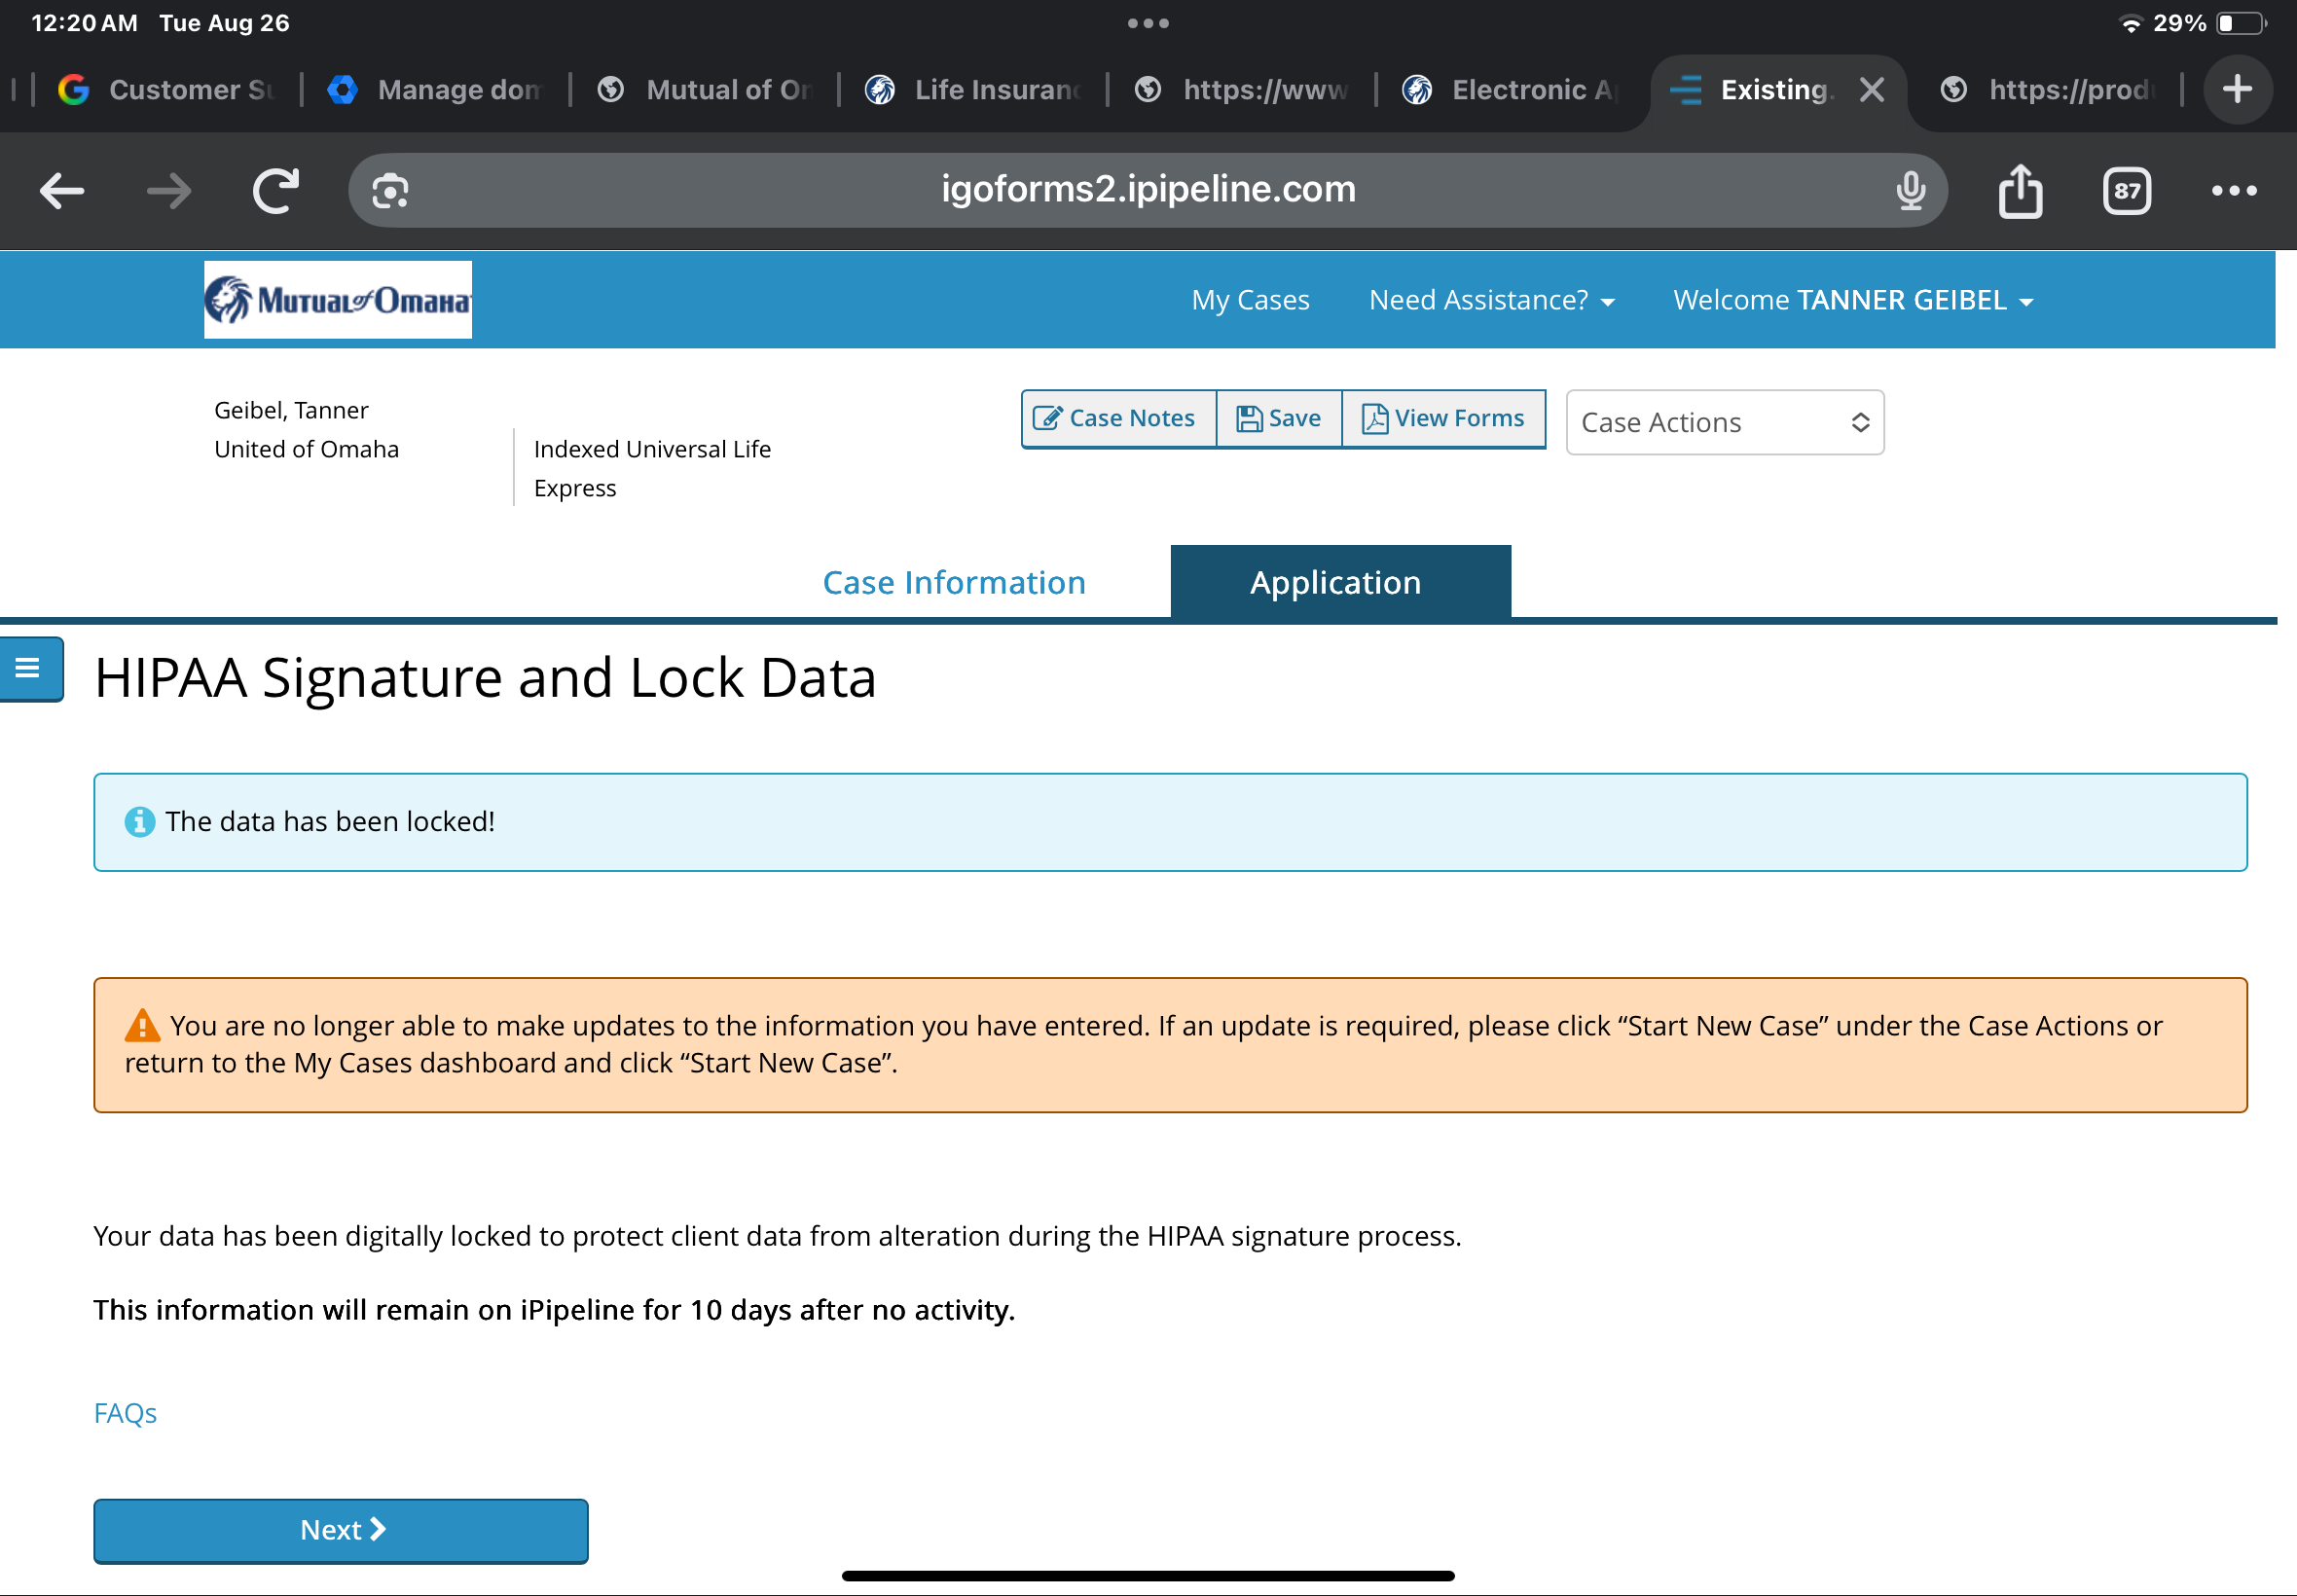 12:20 AM Tue Aug 26
29%
Customer Su
Manage dom
Mutual of Om
Life Insuranc
https://www
Electronic A
Existing.
https://prod
igoforms2.ipipeline.com
87
Mutual of Omaha
My Cases
Need Assistance?
Welcome TANNER GEIBEL
Geibel, Tanner
United of Omaha
Indexed Universal Life
Express
Case Notes
Save
View Forms
Case Actions
Case Information
Application
HIPAA Signature and Lock Data
The data has been locked!
You are no longer able to make updates to the information you have entered. If an update is required, please click “Start New Case” under the Case Actions or
return to the My Cases dashboard and click “Start New Case”.
Your data has been digitally locked to protect client data from alteration during the HIPAA signature process.
This information will remain on iPipeline for 10 days after no activity.
FAQs
Next